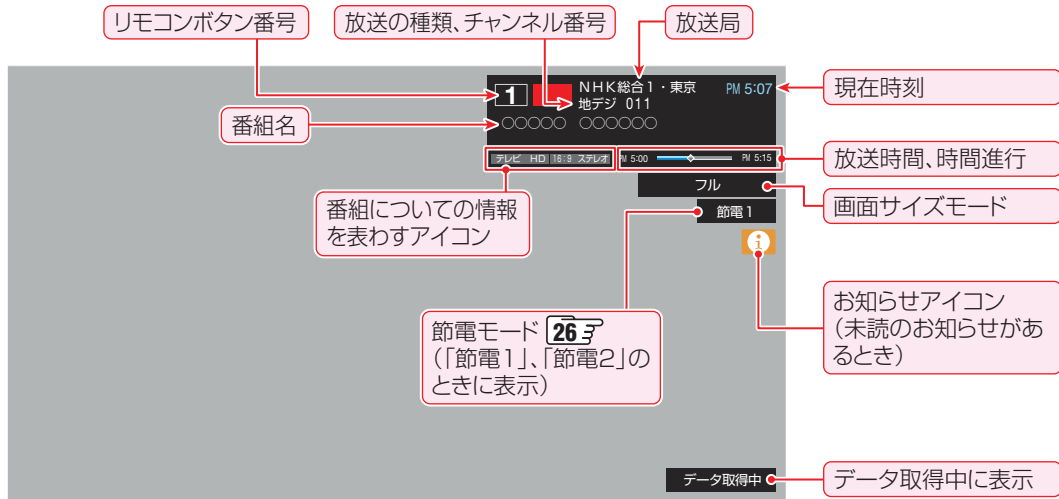 リモコンボタン番号
放送の種類、チャンネル番号
放送局
1
NHK総合1・東京
PM 5:07
地デジ 011
○○○○○ ○○○○○○
現在時刻
番組名
テレビ HD 16:9 ステレオ
PM 5:00
PM 5:15
放送時間、時間進行
フル
画面サイズモード
節電1
番組についての情報
を表わすアイコン
i
お知らせアイコン
（未読のお知らせがあ
るとき）
節電モード 26
（「節電1」、「節電2」の
ときに表示）
データ取得中
データ取得中に表示